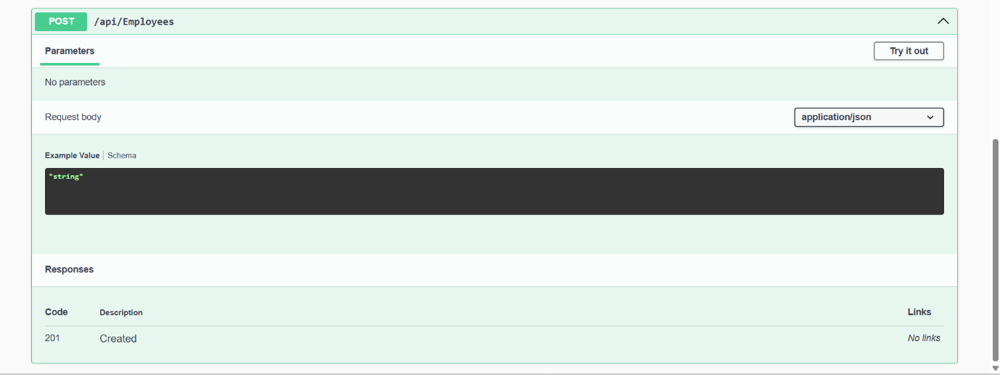 POST /api/Employees
Parameters
Try it out
No parameters
Request body
application/json
Example Value | Schema
"string"
Responses
Code Description Links
201 Created No links